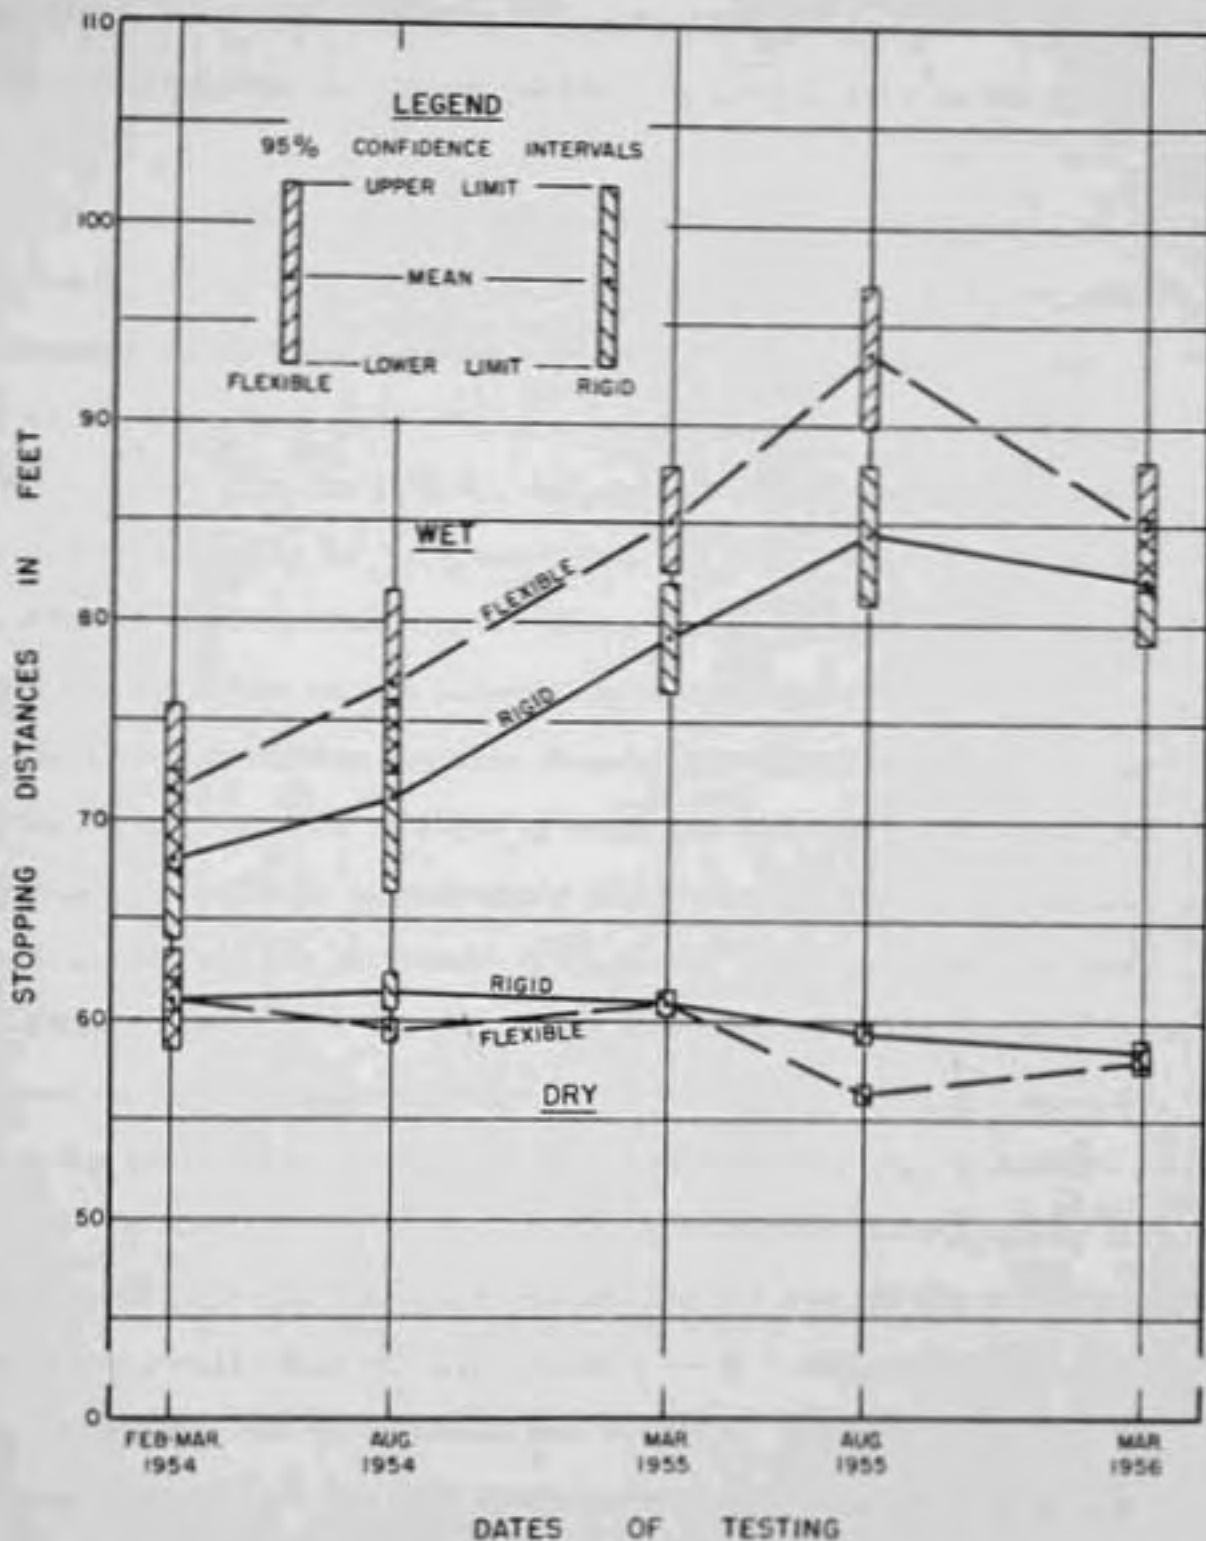 110
100
90
80
70
60
50
0
STOPPING DISTANCES IN FEET
LEGEND
95% CONFIDENCE INTERVALS
UPPER LIMIT
MEAN
LOWER LIMIT
FLEXIBLE
RIGID
WET
FLEXIBLE
RIGID
RIGID
FLEXIBLE
DRY
FEB-MAR. AUG. MAR. AUG. MAR.
1954 1954 1955 1955 1956
DATES OF TESTING